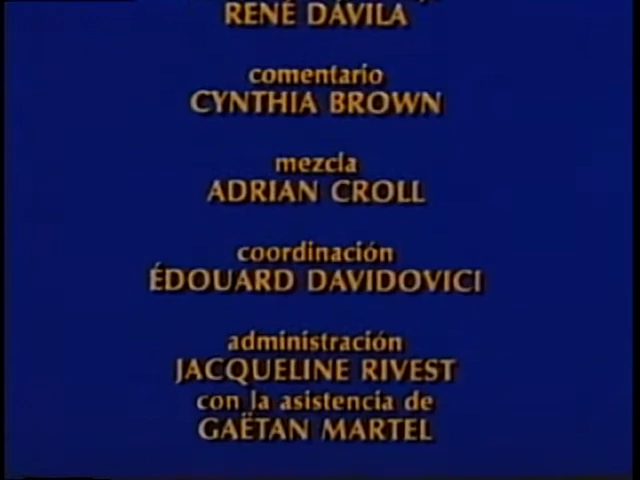 RENÉ DÁVILA
comentario
CYNTHIA BROWN
mezcla
ADRIAN CROLL
coordinación
ÉDOUARD DAVIDOVICI
administración
JACQUELINE RIVEST
con la asistencia de
GAËTAN MARTEL